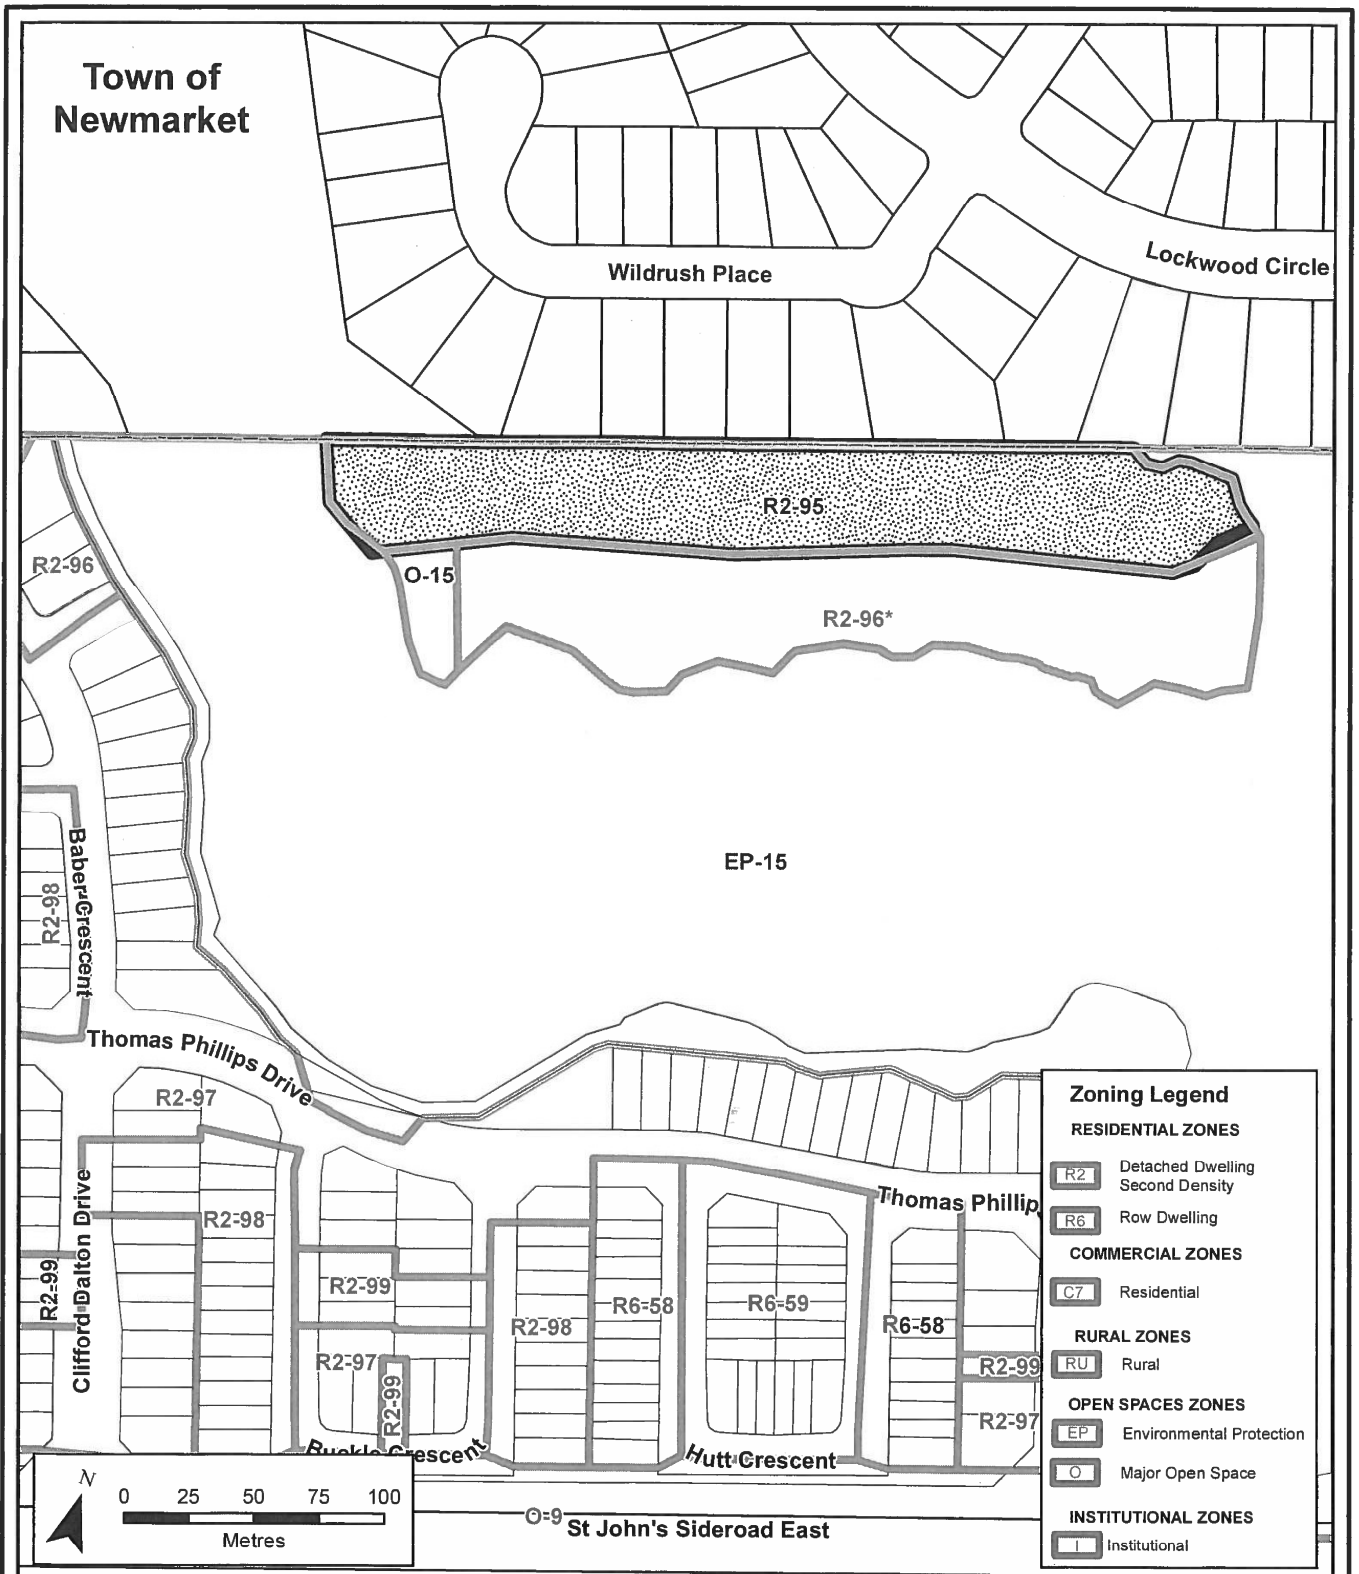 Town of
Newmarket
Wildrush Place
Lockwood Circle
R2-95
R2-96
O-15
R2-96*
EP-15
Baber Crescent
R2-98
Thomas Phillips Drive
R2-97
Clifford Dalton Drive
R2-98
R2-99
R2-99
R2-97
R2-99
Buckle Crescent
R2-98
R6-58
R6-59
Hutt Crescent
Thomas Phillip
R6-58
R2-99
R2-97
O-9
St John's Sideroad East
N
0 25 50 75 100
Metres
Zoning Legend
RESIDENTIAL ZONES
R2 Detached Dwelling
Second Density
R6 Row Dwelling
COMMERCIAL ZONES
C7 Residential
RURAL ZONES
RU Rural
OPEN SPACES ZONES
EP Environmental Protection
O Major Open Space
INSTITUTIONAL ZONES
I Institutional